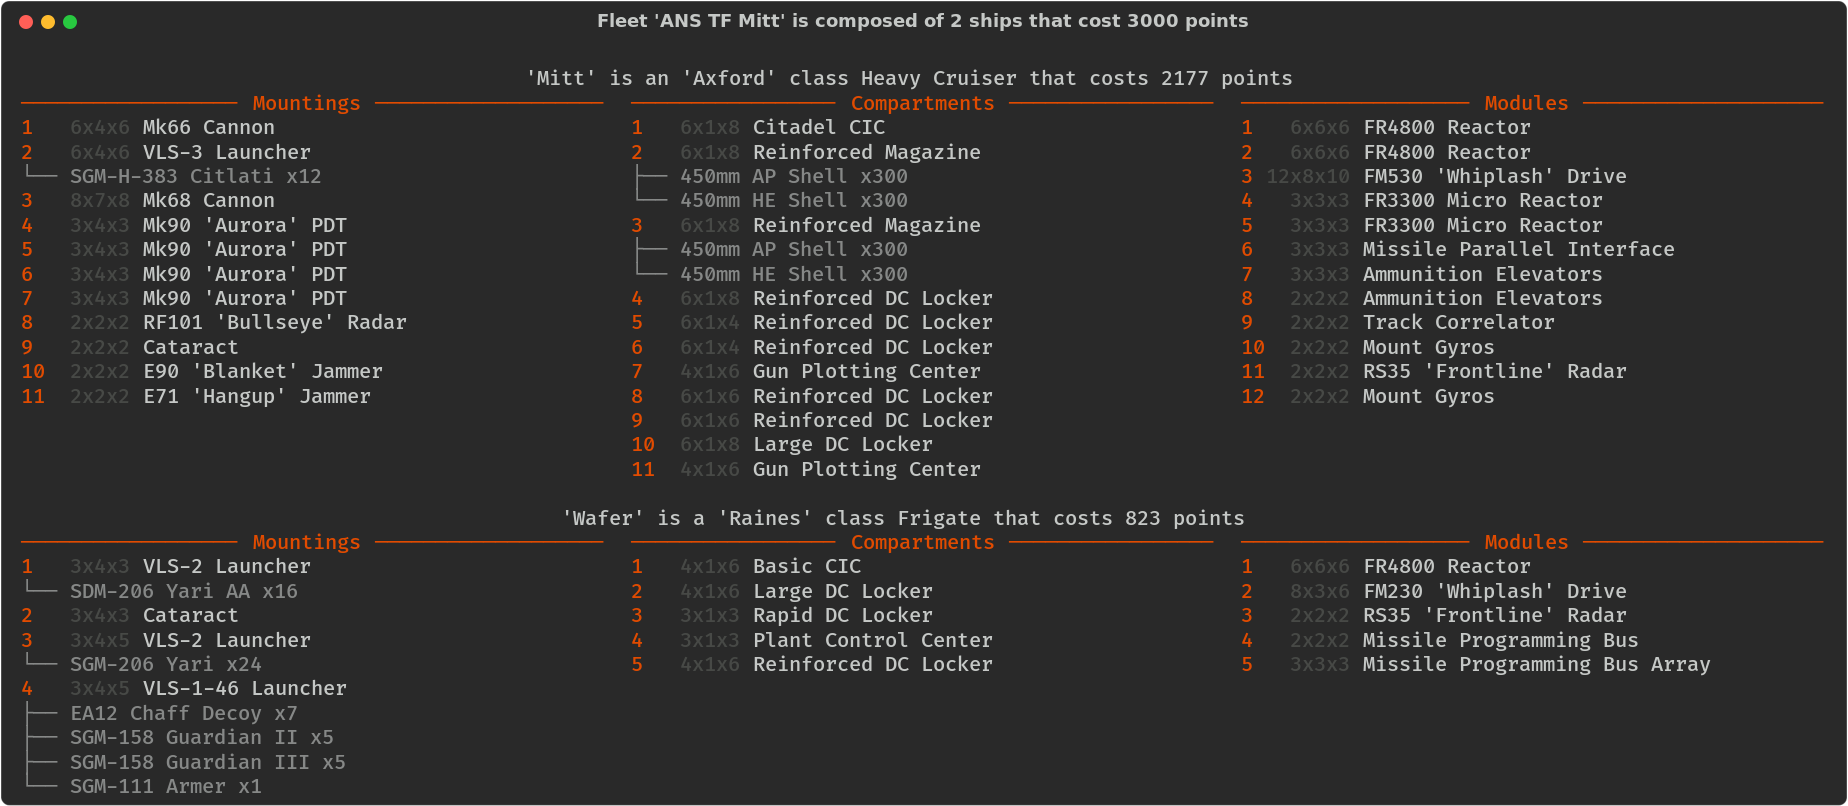 Fleet 'ANS TF Mitt' is composed of 2 ships that cost 3000 points
'Mitt' is an 'Axford' class Heavy Cruiser that costs 2177 points
Mountings
1 6x4x6 Mk66 Cannon
2 6x4x6 VLS-3 Launcher
SGM-H-383 Citlati x12
3 8x7x8 Mk68 Cannon
4 3x4x3 Mk90 'Aurora' PDT
5 3x4x3 Mk90 'Aurora' PDT
6 3x4x3 Mk90 'Aurora' PDT
7 3x4x3 Mk90 'Aurora' PDT
8 2x2x2 RF101 'Bullseye' Radar
9 2x2x2 Cataract
10 2x2x2 E90 'Blanket' Jammer
11 2x2x2 E71 'Hangup' Jammer
Compartments
1 6x1x8 Citadel CIC
2 6x1x8 Reinforced Magazine
450mm AP Shell x300
450mm HE Shell x300
3 6x1x8 Reinforced Magazine
450mm AP Shell x300
450mm HE Shell x300
4 6x1x8 Reinforced DC Locker
5 6x1x4 Reinforced DC Locker
6 6x1x4 Reinforced DC Locker
7 4x1x6 Gun Plotting Center
8 6x1x6 Reinforced DC Locker
9 6x1x6 Reinforced DC Locker
10 6x1x8 Large DC Locker
11 4x1x6 Gun Plotting Center
Modules
1 6x6x6 FR4800 Reactor
2 6x6x6 FR4800 Reactor
3 12x8x10 FM530 'Whiplash' Drive
4 3x3x3 FR3300 Micro Reactor
5 3x3x3 FR3300 Micro Reactor
6 3x3x3 Missile Parallel Interface
7 3x3x3 Ammunition Elevators
8 2x2x2 Ammunition Elevators
9 2x2x2 Track Correlator
10 2x2x2 Mount Gyros
11 2x2x2 RS35 'Frontline' Radar
12 2x2x2 Mount Gyros
'Wafer' is a 'Raines' class Frigate that costs 823 points
Mountings
1 3x4x3 VLS-2 Launcher
SDM-206 Yari AA x16
2 3x4x3 Cataract
3 3x4x5 VLS-2 Launcher
SGM-206 Yari x24
4 3x4x5 VLS-1-46 Launcher
EA12 Chaff Decoy x7
SGM-158 Guardian II x5
SGM-158 Guardian III x5
SGM-111 Armer x1
Compartments
1 4x1x6 Basic CIC
2 4x1x6 Large DC Locker
3 3x1x3 Rapid DC Locker
4 3x1x3 Plant Control Center
5 4x1x6 Reinforced DC Locker
Modules
1 6x6x6 FR4800 Reactor
2 8x3x6 FM230 'Whiplash' Drive
3 2x2x2 RS35 'Frontline' Radar
4 2x2x2 Missile Programming Bus
5 3x3x3 Missile Programming Bus Array